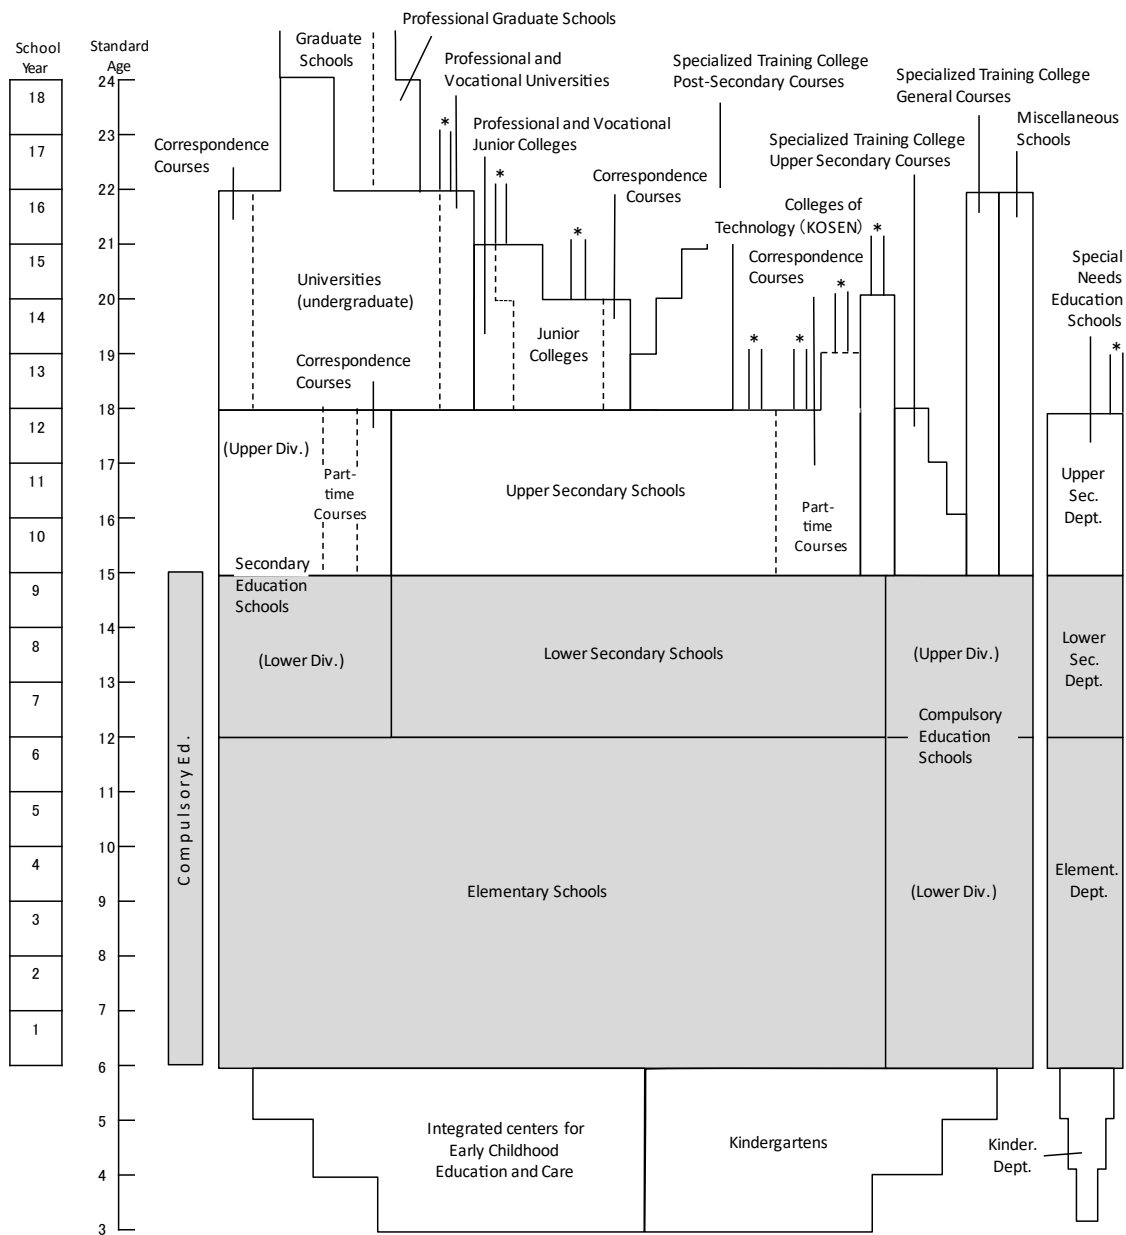 School
Year
18
17
16
15
14
13
12
11
10
9
8
7
6
5
4
3
2
1
Standard
Age
24
23
22
21
20
19
18
17
16
15
14
13
12
11
10
9
8
7
6
5
4
3
Compulsory Ed.
Correspondence
Courses
Graduate
Schools
Professional Graduate Schools
Professional and
Vocational Universities
*
Professional and Vocational
Junior Colleges
*
*
Correspondence
Courses
Specialized Training College
Post-Secondary Courses
Specialized Training College
Upper Secondary Courses
Specialized Training College
General Courses
Miscellaneous
Schools
Colleges of
Technology（KOSEN）
*
Correspondence
Courses
*
*
*
Universities
(undergraduate)
Junior
Colleges
Correspondence
Courses
(Upper Div.)
Part-
time
Courses
Upper Secondary Schools
Part-
time
Courses
Special
Needs
Education
Schools
*
Upper
Sec.
Dept.
Secondary
Education
Schools
(Lower Div.)
Lower Secondary Schools
(Upper Div.)
Lower
Sec.
Dept.
Compulsory
Education
Schools
Elementary Schools
(Lower Div.)
Element.
Dept.
Integrated centers for
Early Childhood
Education and Care
Kindergartens
Kinder.
Dept.